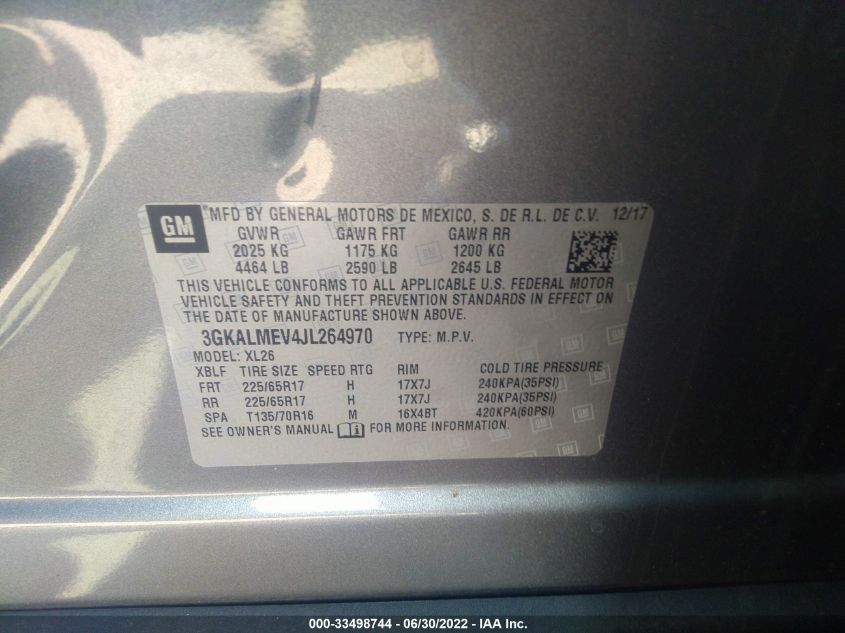 GM
MFD BY GENERAL MOTORS DE MEXICO, S. DE R.L. DE C.V. 12/17
GVWR GAWR FRT GAWR RR
2025 KG 1175 KG 1200 KG
4464 LB 2590 LB 2645 LB
THIS VEHICLE CONFORMS TO ALL APPLICABLE U.S. FEDERAL MOTOR
VEHICLE SAFETY AND THEFT PREVENTION STANDARDS IN EFFECT ON
THE DATE OF MANUFACTURE SHOWN ABOVE.
3GKALMEV4JL264970 TYPE: M.P.V.
MODEL: XL26
XBLF TIRE SIZE SPEED RTG RIM COLD TIRE PRESSURE
FRT 225/65R17 H 17X7J 240KPA(35PSI)
RR 225/65R17 H 17X7J 240KPA(35PSI)
SPA T135/70R16 M 16X4BT 420KPA(60PSI)
SEE OWNER'S MANUAL FOR MORE INFORMATION.
000-33498744 - 06/30/2022 - IAA Inc.